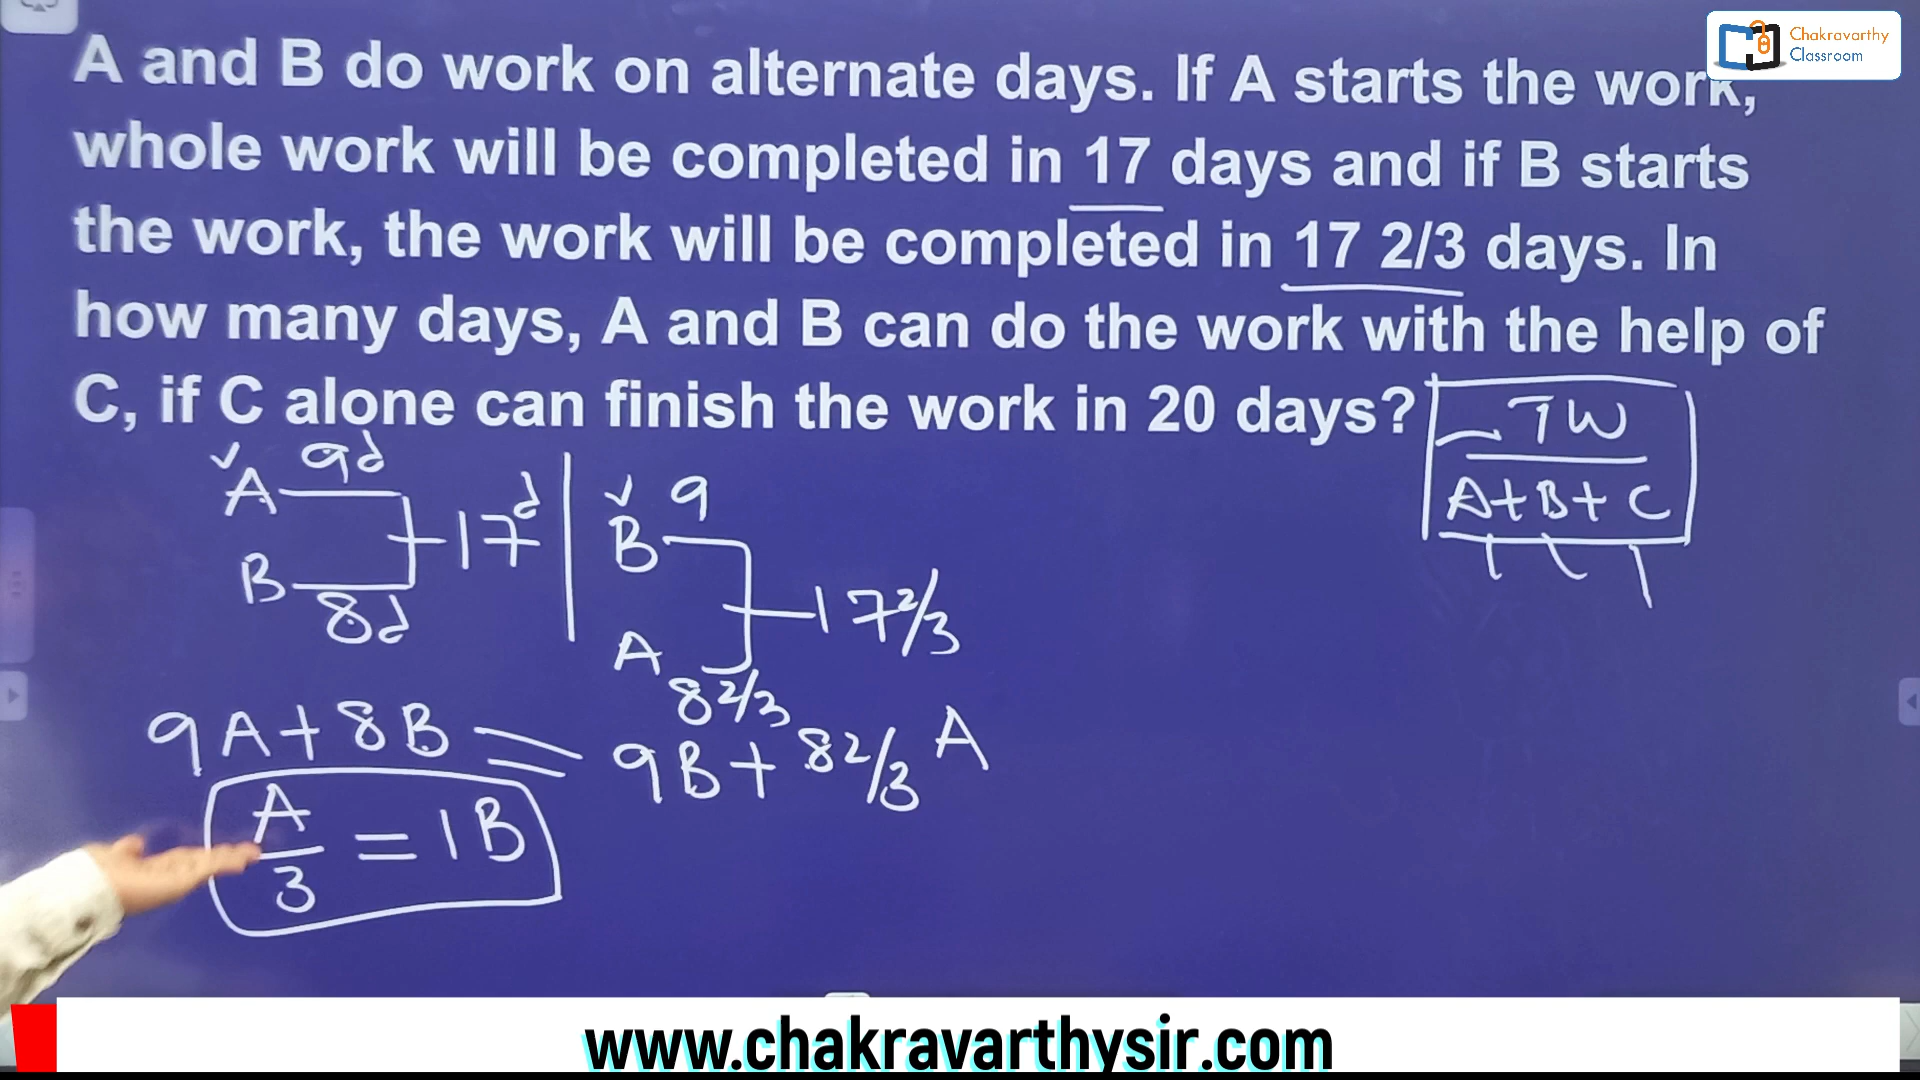 Chakravarthy
Classroom
A and B do work on alternate days. If A starts the work,
whole work will be completed in 17 days and if B starts
the work, the work will be completed in 17 2/3 days. In
how many days, A and B can do the work with the help of
C, if C alone can finish the work in 20 days?
TW
A+B+C
A 9d
B 8d
17d
B 9
A 8 2/3
17 2/3
9A+8B = 9B+8 2/3 A
A/3 = 1B
www.chakravarthysir.com